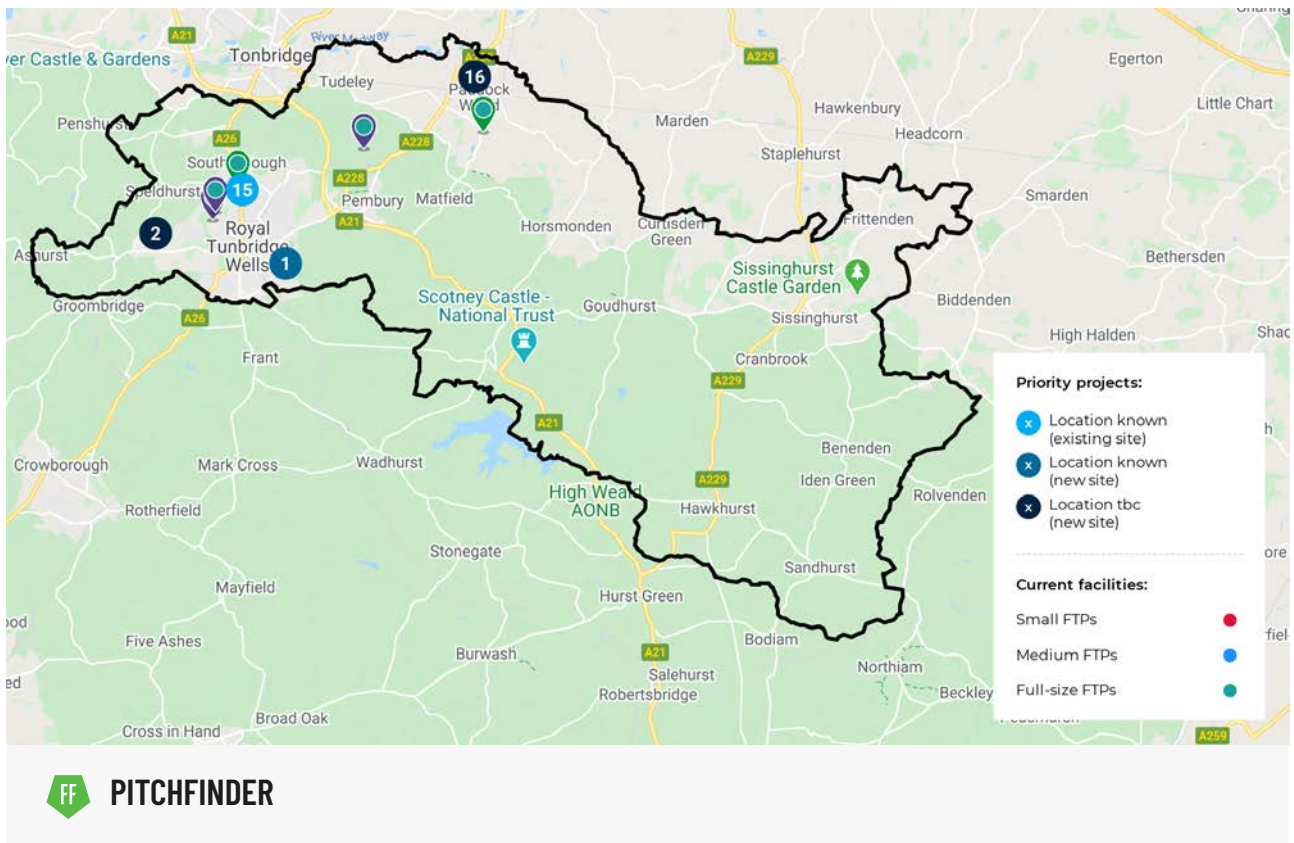 A21
Tonbridge
River Medway
ver Castle & Gardens
Tudeley
16
A229
Egerton
Little Chart
Hawkenbury
Marden
Headcorn
Penshurst
A26
A228
Staplehurst
Southborough
A228
Speldhurst
15
Pembury
Matfield
Smarden
2
A21
Horsmonden
Curtisden
Green
Frittenden
Royal
Tunbridge
Wells
1
Ashurst
Bethersden
Sissinghurst
Castle Garden
Groombridge
A26
Scotney Castle -
National Trust
Goudhurst
Biddenden
Sissinghurst
High Halden
Frant
Cranbrook
A229
A21
Benenden
Crowborough
Mark Cross
Wadhurst
Iden Green
Rolvenden
A229
High Weald
AONB
Hawkhurst
Rotherfield
Stonegate
Sandhurst
Mayfield
Hurst Green
Five Ashes
Bodiam
Burwash
A21
Salehurst
Northiam
Robertsbridge
Beckley
Broad Oak
Cross in Hand
A259
Priority projects:
x Location known
(existing site)
x Location known
(new site)
x Location tbc
(new site)
Current facilities:
Small FTPs
Medium FTPs
Full-size FTPs
FF PITCHFINDER